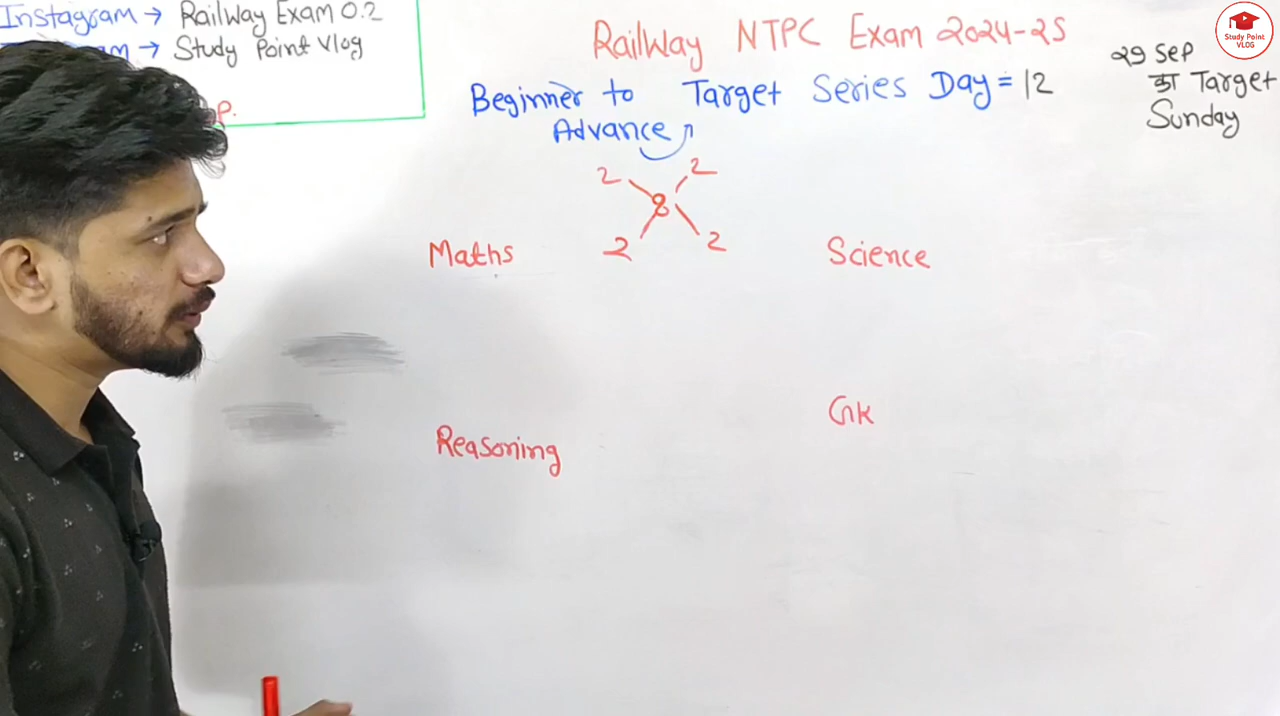 Instagram → Railway Exam 0.2
→ Study Point Vlog
P.
Railway NTPC Exam 2024-25
Beginner to Target Series Day = 12
Advance
29 Sep
का Target
Sunday
2 2
8
2 2
Maths
Science
Reasoning
GK
Study Point
VLOG